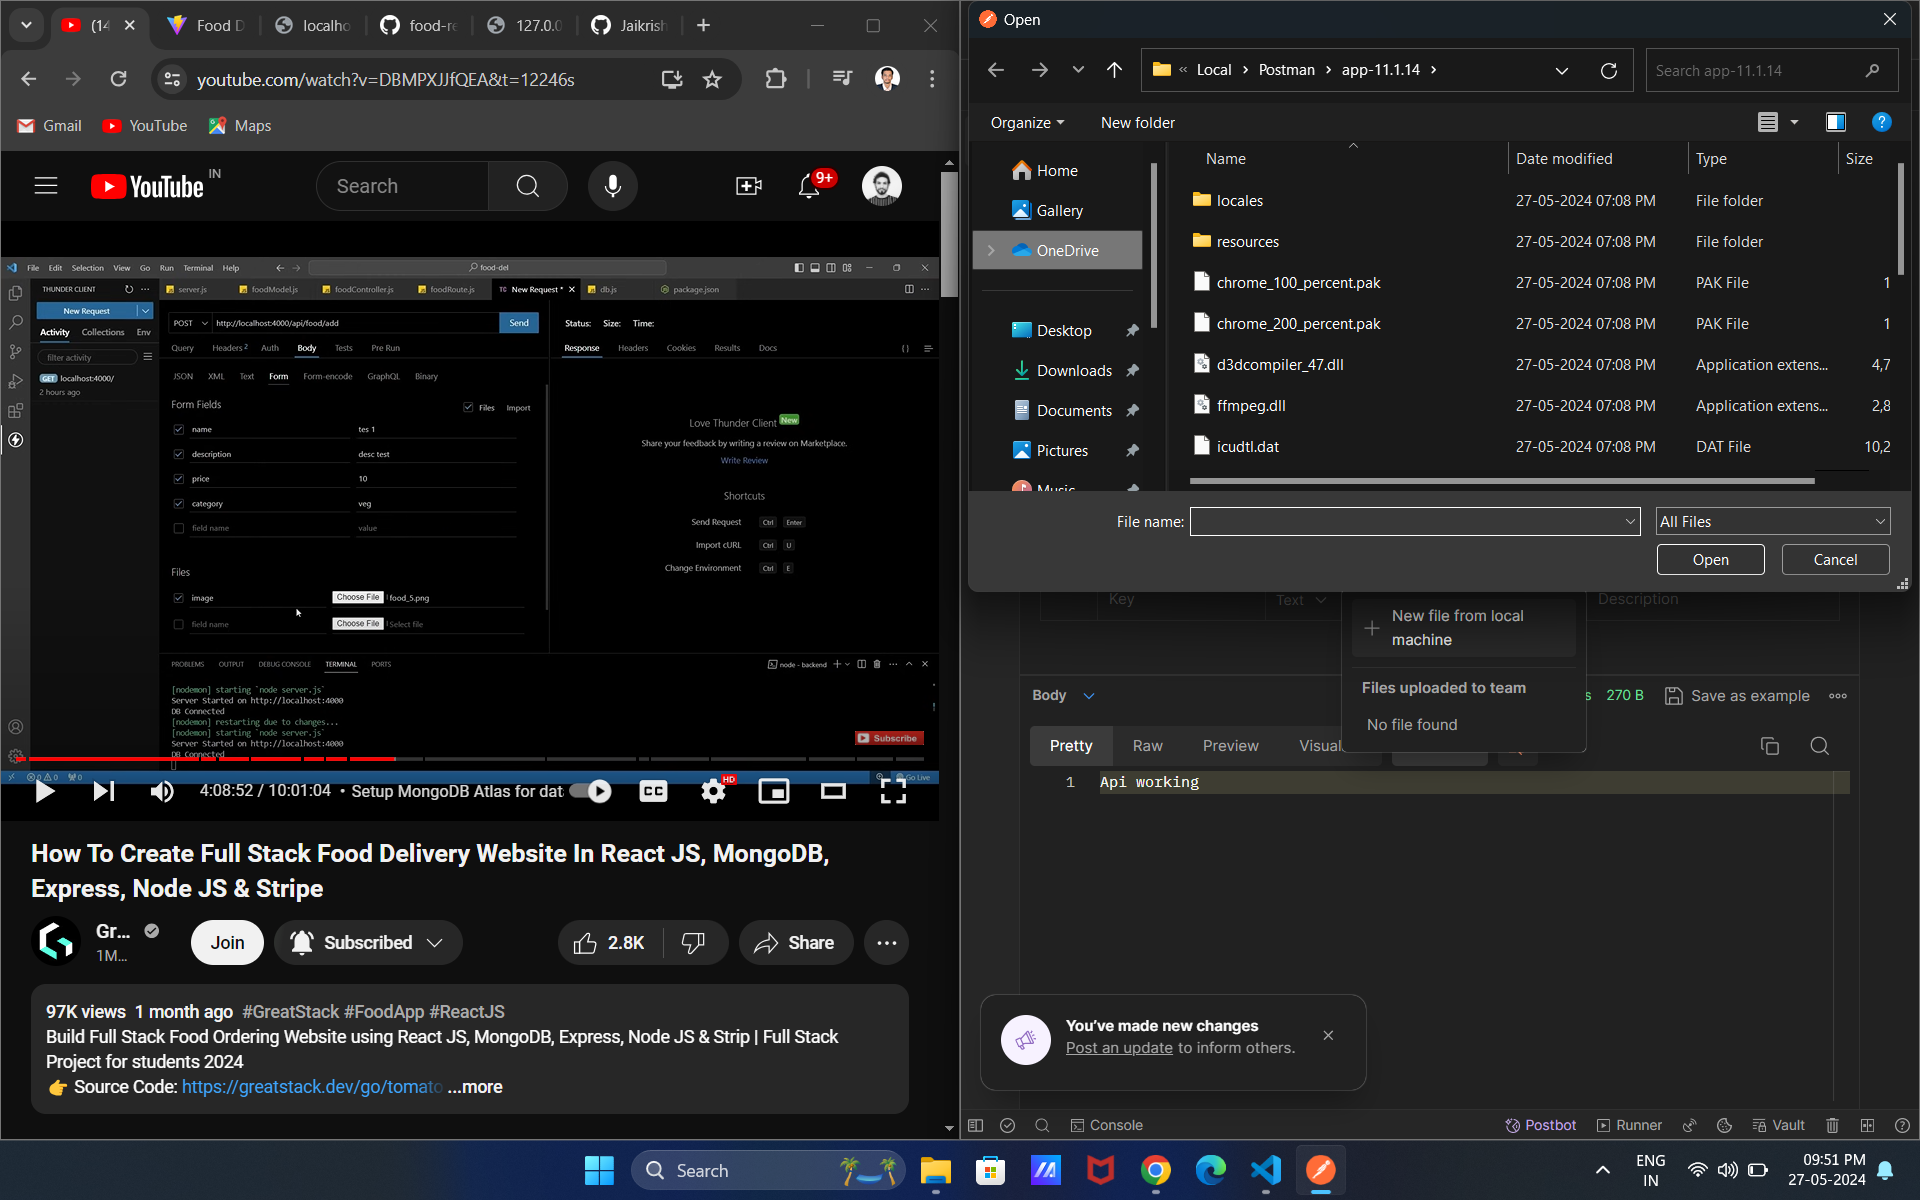 (14
Food D
localho
food-re
127.0.0
Jaikrish
youtube.com/watch?v=DBMPXJJfQEA&t=12246s
Gmail
YouTube
Maps
YouTube IN
Search
9+
File Edit Selection View Go Run Terminal Help
food-del
THUNDER CLIENT
server.js
foodModel.js
foodController.js
foodRoute.js
TC New Request *
db.js
package.json
New Request
POST
http://localhost:4000/api/food/add
Send
Status: Size: Time:
Activity Collections Env
Query Headers 2 Auth Body Tests Pre Run
Response Headers Cookies Results Docs
filter activity
GET localhost:4000/
2 hours ago
JSON XML Text Form Form-encode GraphQL Binary
Form Fields
Files Import
name tes 1
description desc test
price 10
category veg
field name value
Love Thunder Client New
Share your feedback by writing a review on Marketplace.
Write Review
Shortcuts
Send Request Ctrl Enter
Import cURL Ctrl U
Change Environment Ctrl E
Files
image Choose File food_5.png
field name Choose File Select file
PROBLEMS OUTPUT DEBUG CONSOLE TERMINAL PORTS
node - backend
[nodemon] starting `node server.js`
Server Started on http://localhost:4000
DB Connected
[nodemon] restarting due to changes...
[nodemon] starting `node server.js`
Server Started on http://localhost:4000
DB Connected
Subscribe
Go Live
4:08:52 / 10:01:04 • Setup MongoDB Atlas for dat
CC
HD
How To Create Full Stack Food Delivery Website In React JS, MongoDB,
Express, Node JS & Stripe
Gr...
1M...
Join
Subscribed
2.8K
Share
97K views 1 month ago #GreatStack #FoodApp #ReactJS
Build Full Stack Food Ordering Website using React JS, MongoDB, Express, Node JS & Strip | Full Stack
Project for students 2024
👉 Source Code: https://greatstack.dev/go/tomato ...more
Open
« Local › Postman › app-11.1.14 ›
Search app-11.1.14
Organize
New folder
Name Date modified Type Size
Home
Gallery
OneDrive
Desktop
Downloads
Documents
Pictures
Music
locales 27-05-2024 07:08 PM File folder
resources 27-05-2024 07:08 PM File folder
chrome_100_percent.pak 27-05-2024 07:08 PM PAK File 1
chrome_200_percent.pak 27-05-2024 07:08 PM PAK File 1
d3dcompiler_47.dll 27-05-2024 07:08 PM Application extens... 4,7
ffmpeg.dll 27-05-2024 07:08 PM Application extens... 2,8
icudtl.dat 27-05-2024 07:08 PM DAT File 10,2
File name:
All Files
Open
Cancel
Key
Text
Description
+ New file from local
machine
Files uploaded to team
No file found
Body
s 270 B
Save as example
Pretty
Raw
Preview
Visual
1 Api working
You've made new changes
Post an update to inform others.
Console
Postbot
Runner
Vault
Search
ENG
IN
09:51 PM
27-05-2024